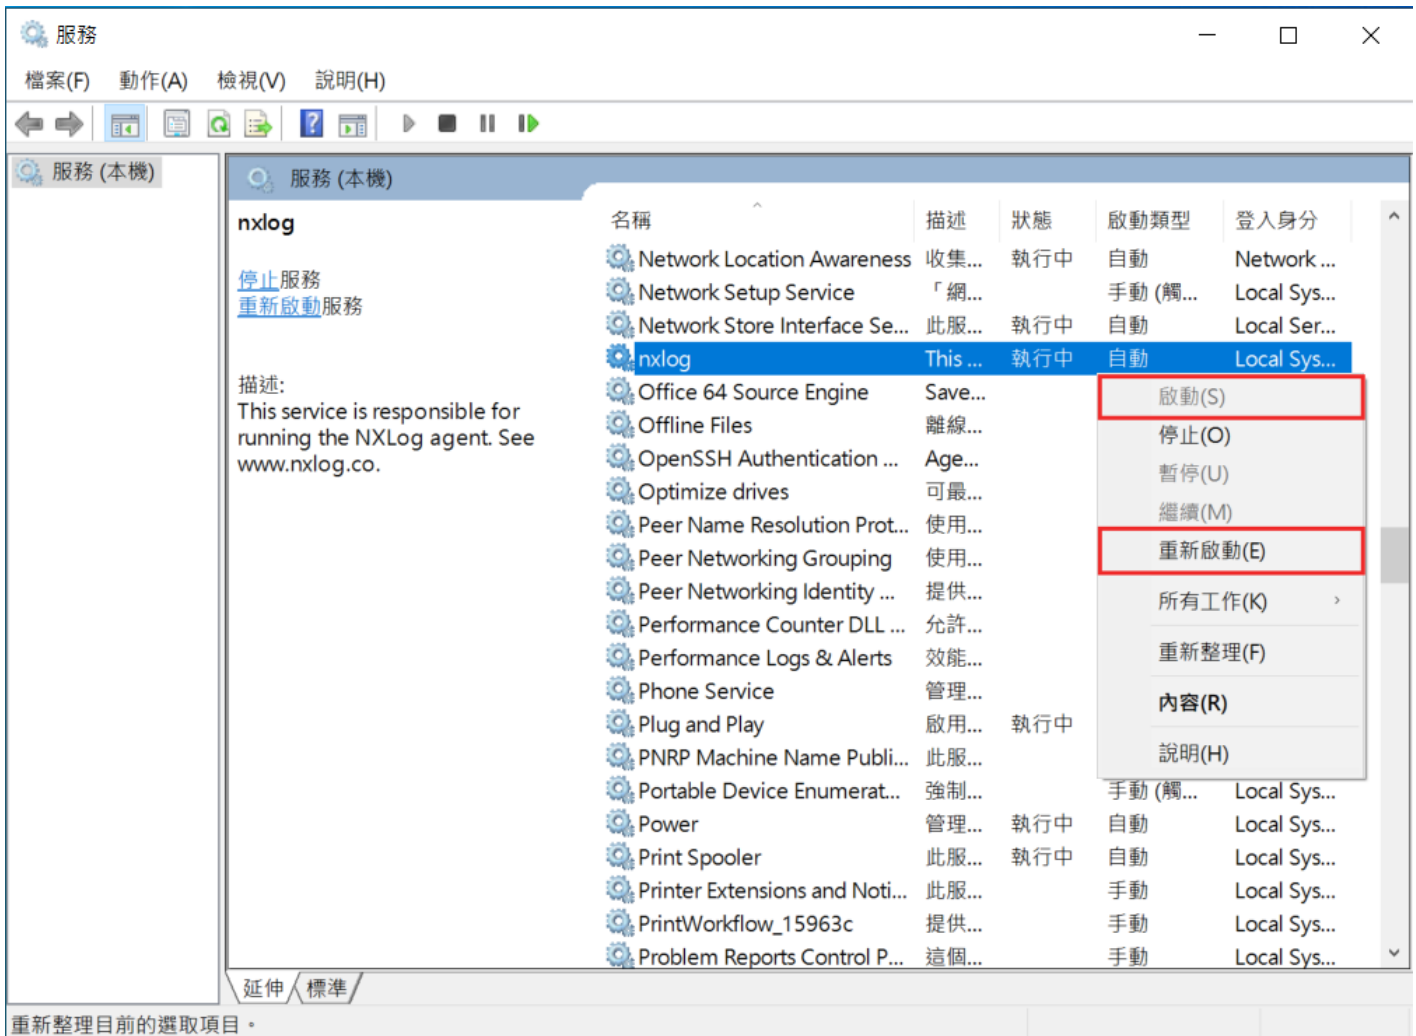 服務
檔案(F) 動作(A) 檢視(V) 說明(H)
服務 (本機)
服務 (本機)
nxlog
停止服務
重新啟動服務
描述:
This service is responsible for
running the NXLog agent. See
www.nxlog.co.
名稱 描述 狀態 啟動類型 登入身分
Network Location Awareness 收集... 執行中 自動 Network ...
Network Setup Service 「網... 手動 (觸... Local Sys...
Network Store Interface Se... 此服... 執行中 自動 Local Ser...
nxlog This ... 執行中 自動 Local Sys...
Office 64 Source Engine Save...
Offline Files 離線...
OpenSSH Authentication ... Age...
Optimize drives 可最...
Peer Name Resolution Prot... 使用...
Peer Networking Grouping 使用...
Peer Networking Identity ... 提供...
Performance Counter DLL ... 允許...
Performance Logs & Alerts 效能...
Phone Service 管理...
Plug and Play 啟用... 執行中
PNRP Machine Name Publi... 此服...
Portable Device Enumerat... 強制... 手動 (觸... Local Sys...
Power 管理... 執行中 自動 Local Sys...
Print Spooler 此服... 執行中 自動 Local Sys...
Printer Extensions and Noti... 此服... 手動 Local Sys...
PrintWorkflow_15963c 提供... 手動 Local Sys...
Problem Reports Control P... 這個... 手動 Local Sys...
啟動(S)
停止(O)
暫停(U)
繼續(M)
重新啟動(E)
所有工作(K)
重新整理(F)
內容(R)
說明(H)
延伸 標準
重新整理目前的選取項目。